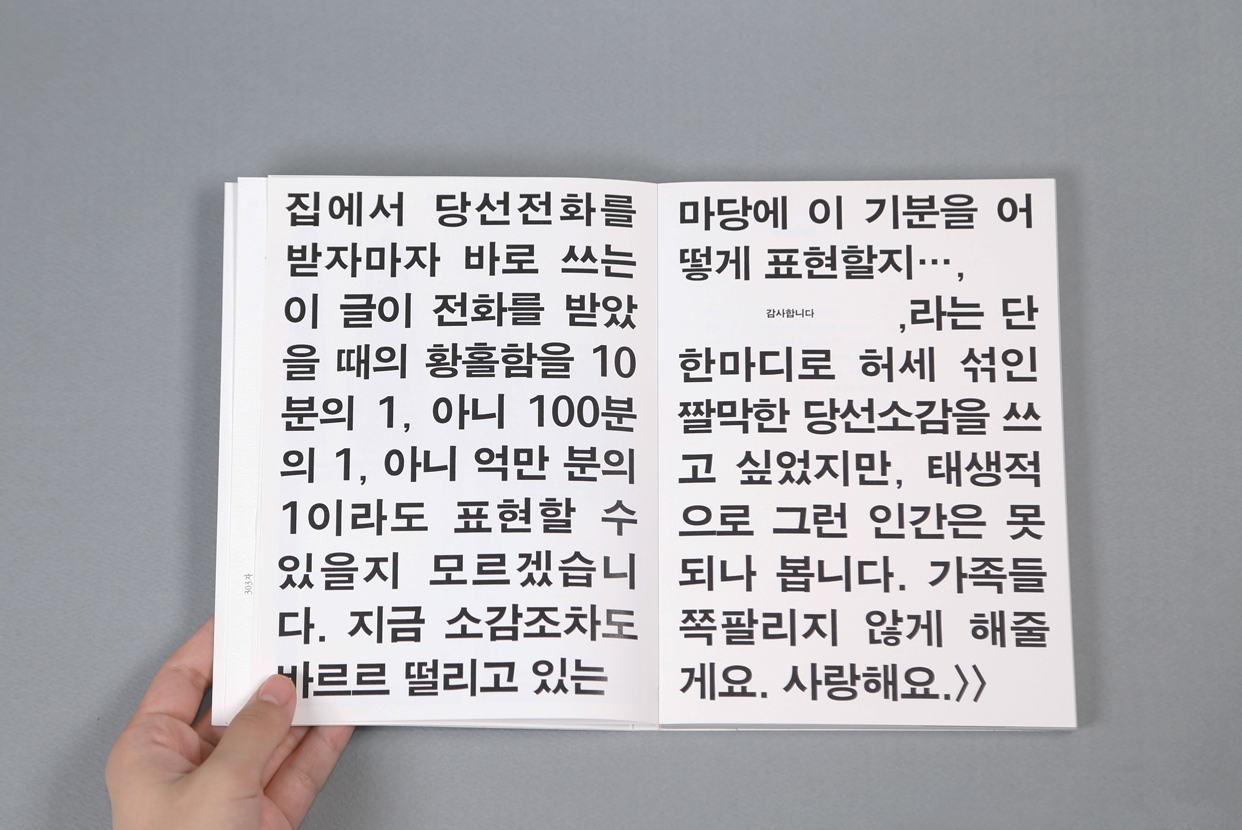 집에서 당선전화를
받자마자 바로 쓰는
이 글이 전화를 받았
을 때의 황홀함을 10
분의 1, 아니 100분
의 1, 아니 억만 분의
1이라도 표현할 수
있을지 모르겠습니
다. 지금 소감조차도
바르르 떨리고 있는
303자
마당에 이 기분을 어
떻게 표현할지…,
감사합니다 ,라는 단
한마디로 허세 섞인
짤막한 당선소감을 쓰
고 싶었지만, 태생적
으로 그런 인간은 못
되나 봅니다. 가족들
쪽팔리지 않게 해줄
게요. 사랑해요.〉〉